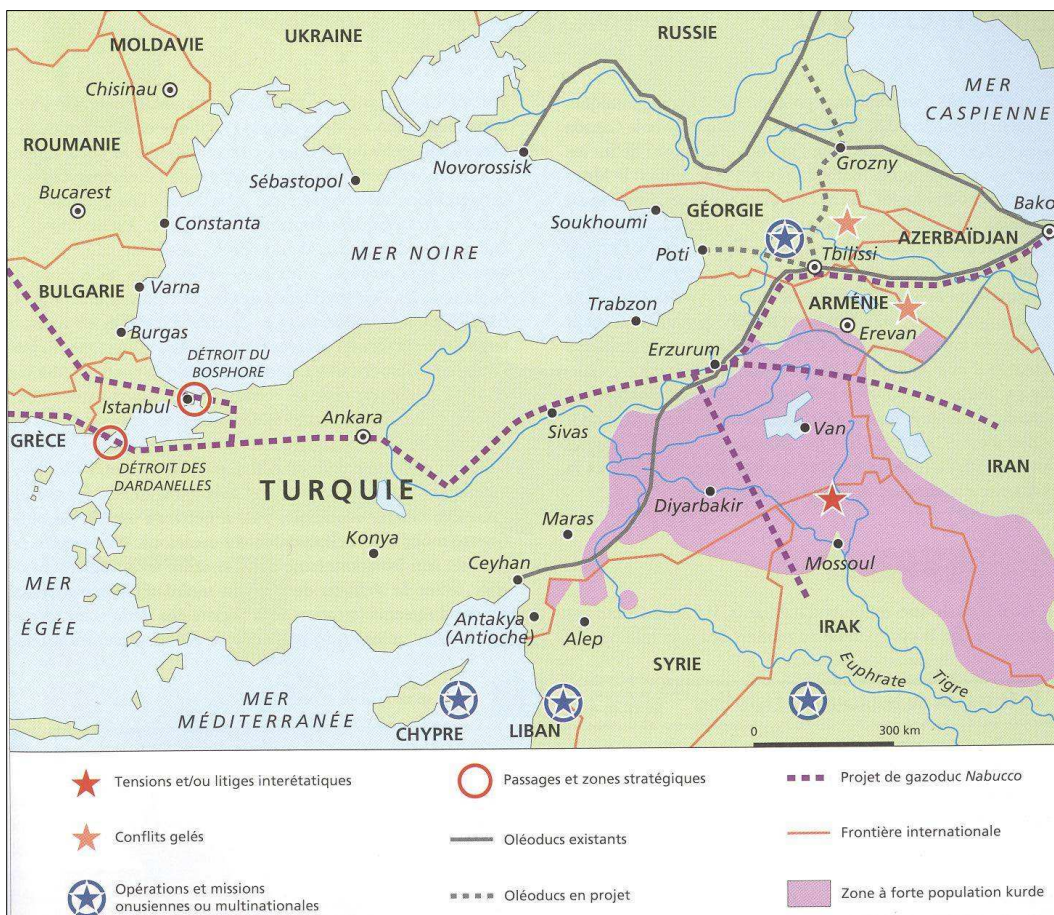 MOLDAVIE
UKRAINE
RUSSIE
Chisinau
MER
CASPIENNE
ROUMANIE
Bucarest
Sébastopol
Novorossisk
Grozny
Constanta
Soukhoumi
GÉORGIE
Bako
MER NOIRE
Poti
Tbilissi
AZERBAÏDJAN
BULGARIE
Varna
Trabzon
ARMÉNIE
Burgas
Erevan
DÉTROIT DU
BOSPHORE
Erzurum
Istanbul
Ankara
Sivas
Van
GRÈCE
IRAN
DÉTROIT DES
DARDANELLES
TURQUIE
Diyarbakir
Maras
Konya
Mossoul
Ceyhan
MER
ÉGÉE
Antakya
(Antioche)
Alep
IRAK
SYRIE
Euphrate
Tigre
MER
MÉDITERRANÉE
CHYPRE
LIBAN
0
300 km
Tensions et/ou litiges interétatiques
Passages et zones stratégiques
Projet de gazoduc Nabucco
Conflits gelés
Oléoducs existants
Frontière internationale
Opérations et missions
onusiennes ou multinationales
Oléoducs en projet
Zone à forte population kurde